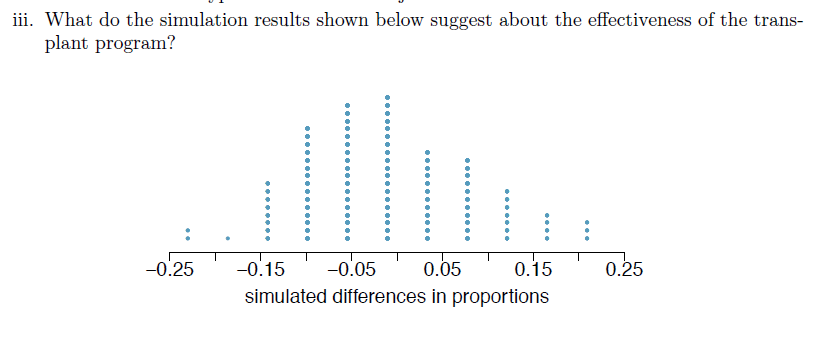 iii. What do the simulation results shown below suggest about the effectiveness of the trans-
plant program?
−0.25 −0.15 −0.05 0.05 0.15 0.25
simulated differences in proportions